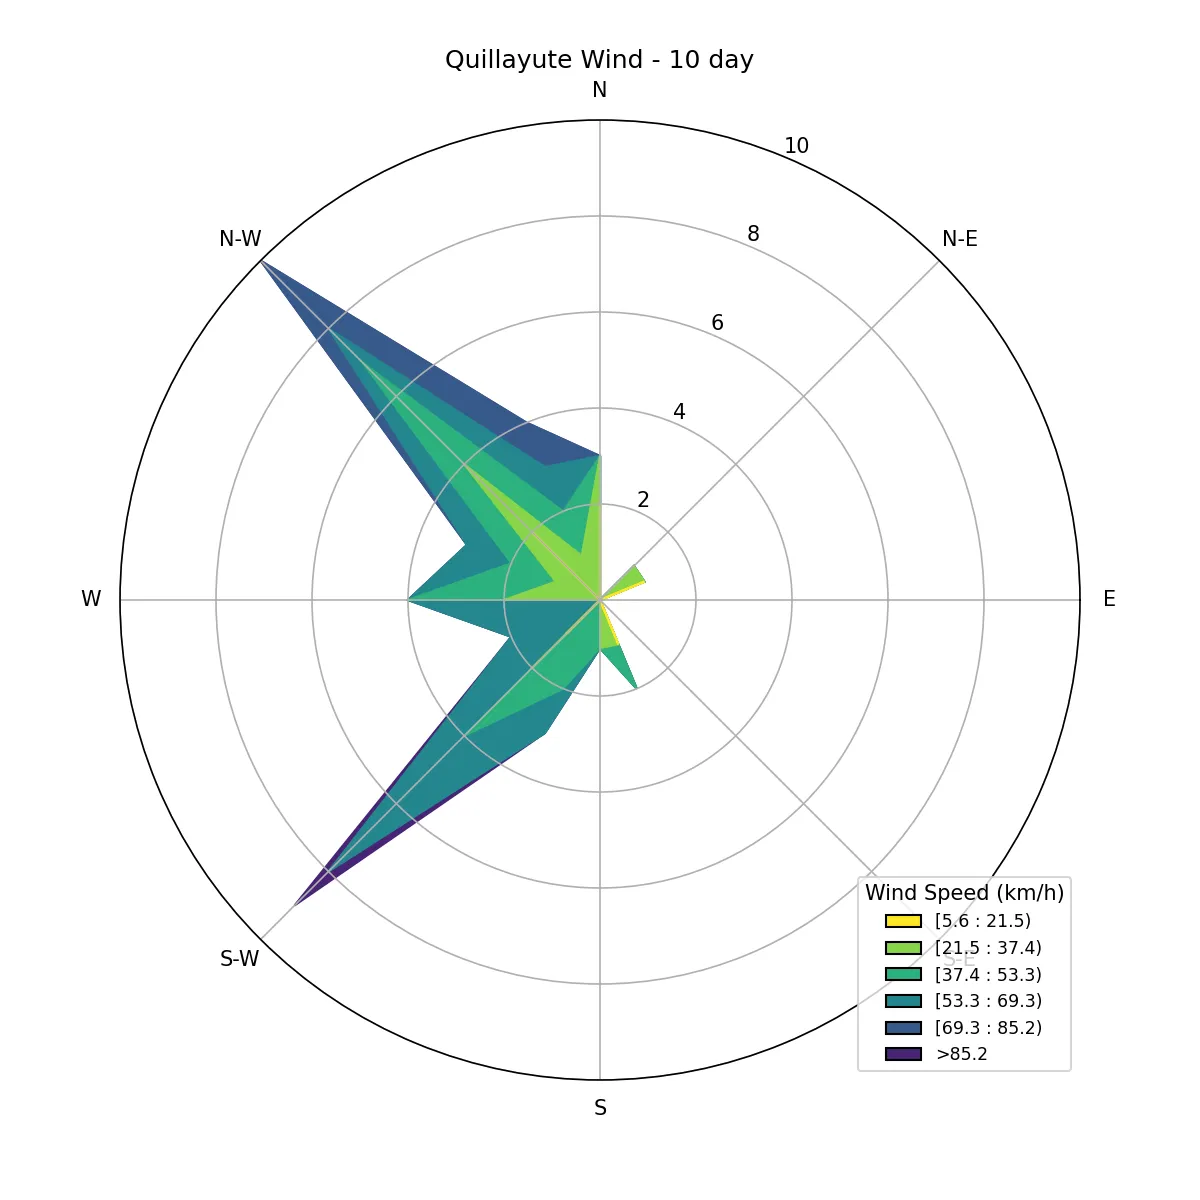 Quillayute Wind - 10 day
N
10
N-W
N-E
8
6
4
2
W
E
S-W
S-E
S
Wind Speed (km/h)
[5.6 : 21.5)
[21.5 : 37.4)
[37.4 : 53.3)
[53.3 : 69.3)
[69.3 : 85.2)
>85.2